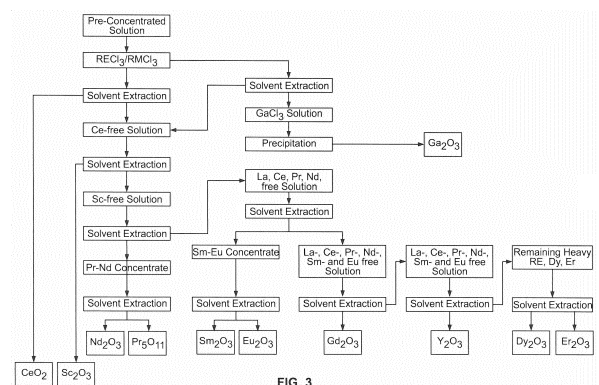 Pre-Concentrated
Solution
RECl3/RMCl3
Solvent Extraction
Solvent Extraction
GaCl3 Solution
Ce-free Solution
Precipitation
Ga2O3
Solvent Extraction
La, Ce, Pr, Nd,
free Solution
Sc-free Solution
Solvent Extraction
Solvent Extraction
Sm-Eu Concentrate
La-, Ce-, Pr-, Nd-,
Sm- and Eu free
Solution
La-, Ce-, Pr-, Nd-,
Sm- and Eu free
Solution
Remaining Heavy
RE, Dy, Er
Pr-Nd Concentrate
Solvent Extraction
Solvent Extraction
Solvent Extraction
Solvent Extraction
Solvent Extraction
Nd2O3
Pr5O11
Sm2O3
Eu2O3
Gd2O3
Y2O3
Dy2O3
Er2O3
CeO2
Sc2O3
FIG. 3